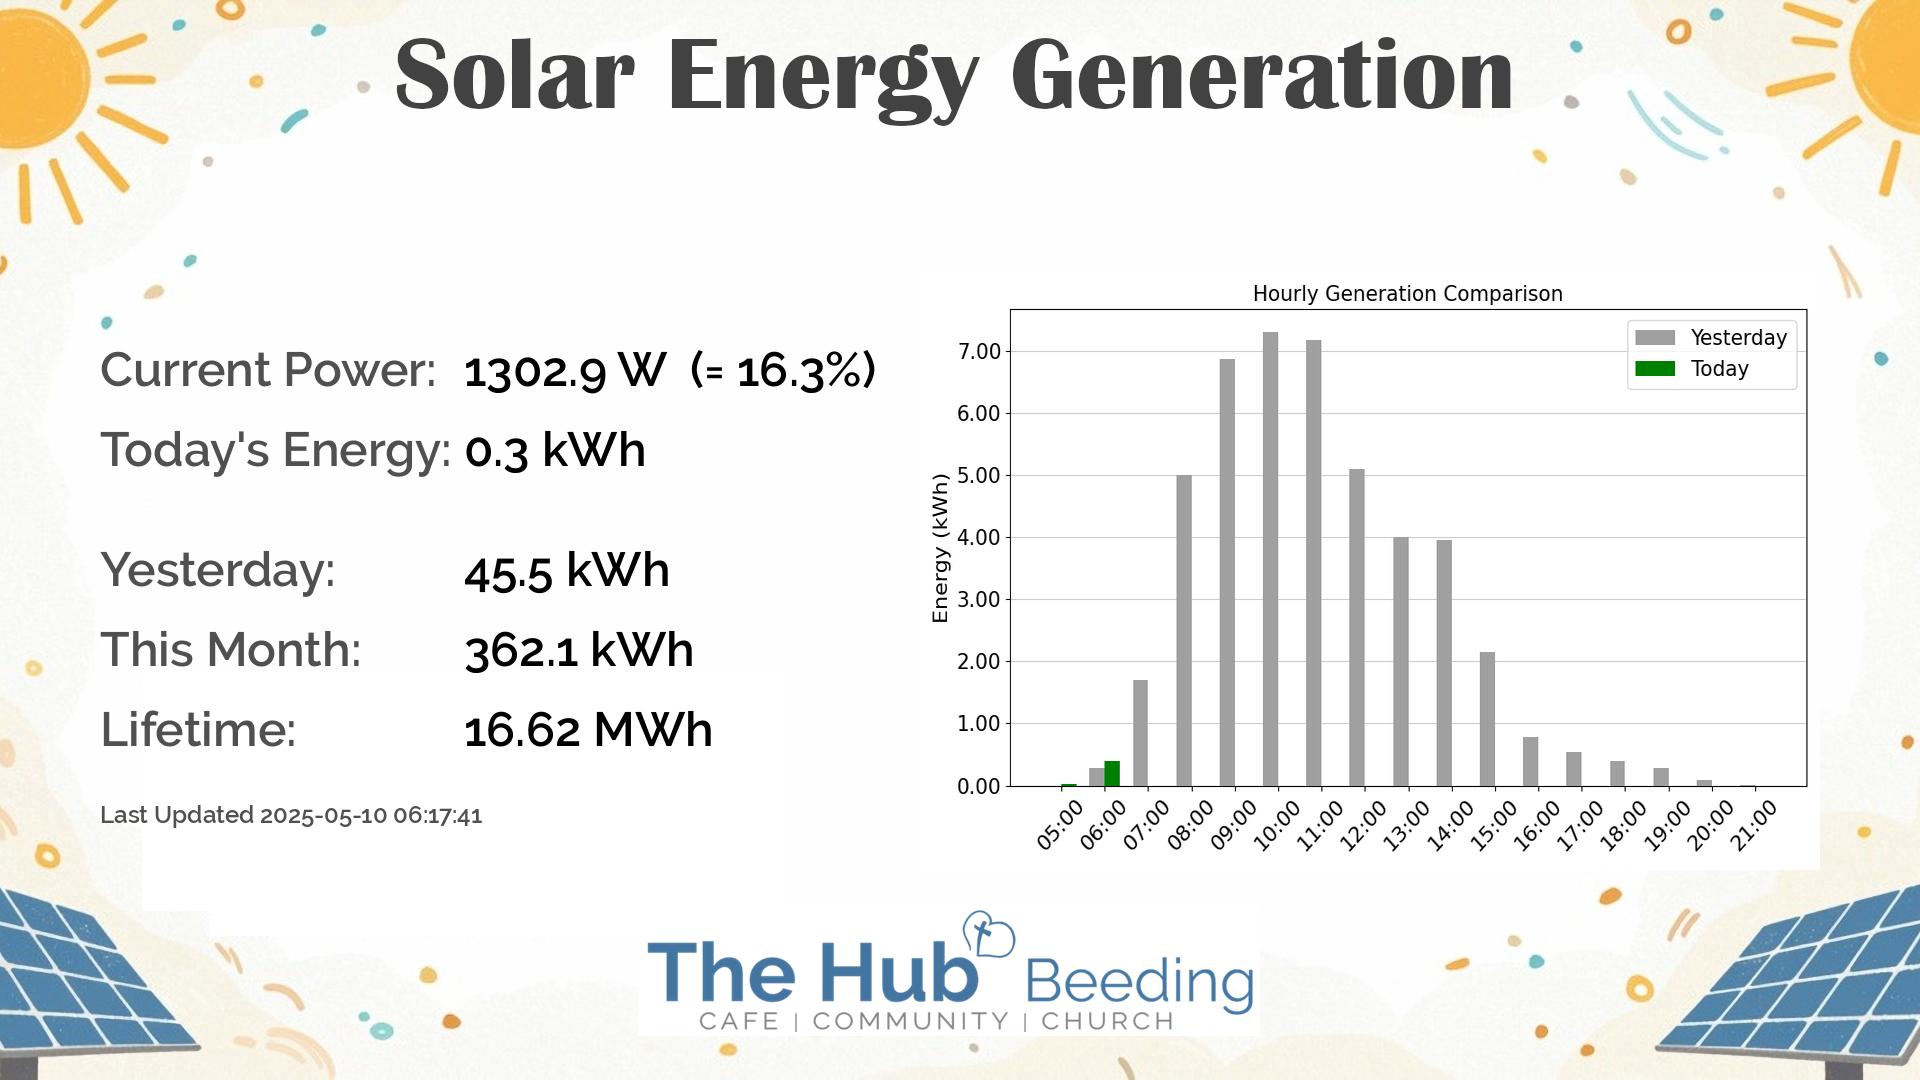 Solar Energy Generation
Current Power: 1302.9 W (= 16.3%)
Today's Energy: 0.3 kWh
Yesterday: 45.5 kWh
This Month: 362.1 kWh
Lifetime: 16.62 MWh
Last Updated 2025-05-10 06:17:41
Hourly Generation Comparison
Yesterday
Today
Energy (kWh)
7.00
6.00
5.00
4.00
3.00
2.00
1.00
0.00
05:00 06:00 07:00 08:00 09:00 10:00 11:00 12:00 13:00 14:00 15:00 16:00 17:00 18:00 19:00 20:00 21:00
The Hub Beeding
CAFE | COMMUNITY | CHURCH